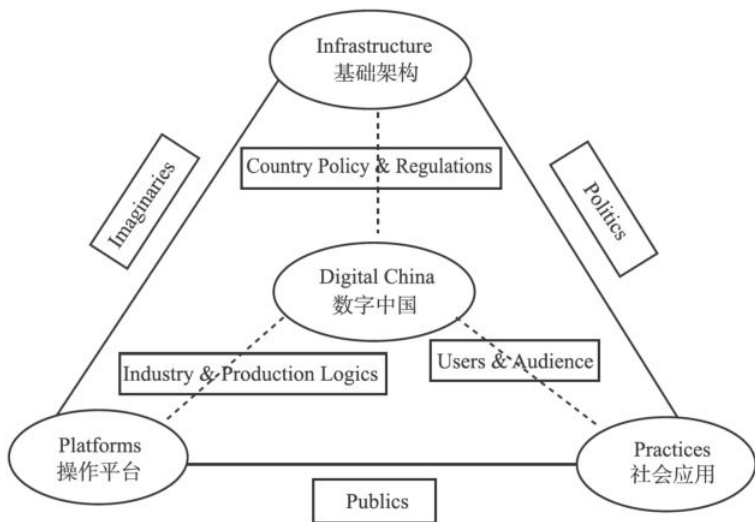 Infrastructure
基础架构
Country Policy & Regulations
Imaginaries
Politics
Digital China
数字中国
Industry & Production Logics
Users & Audience
Platforms
操作平台
Practices
社会应用
Publics